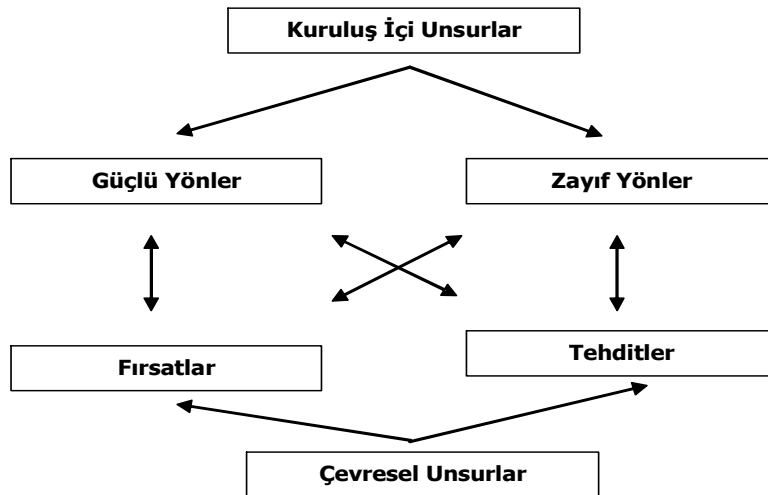 Kuruluş İçi Unsurlar
Güçlü Yönler
Zayıf Yönler
Fırsatlar
Tehditler
Çevresel Unsurlar